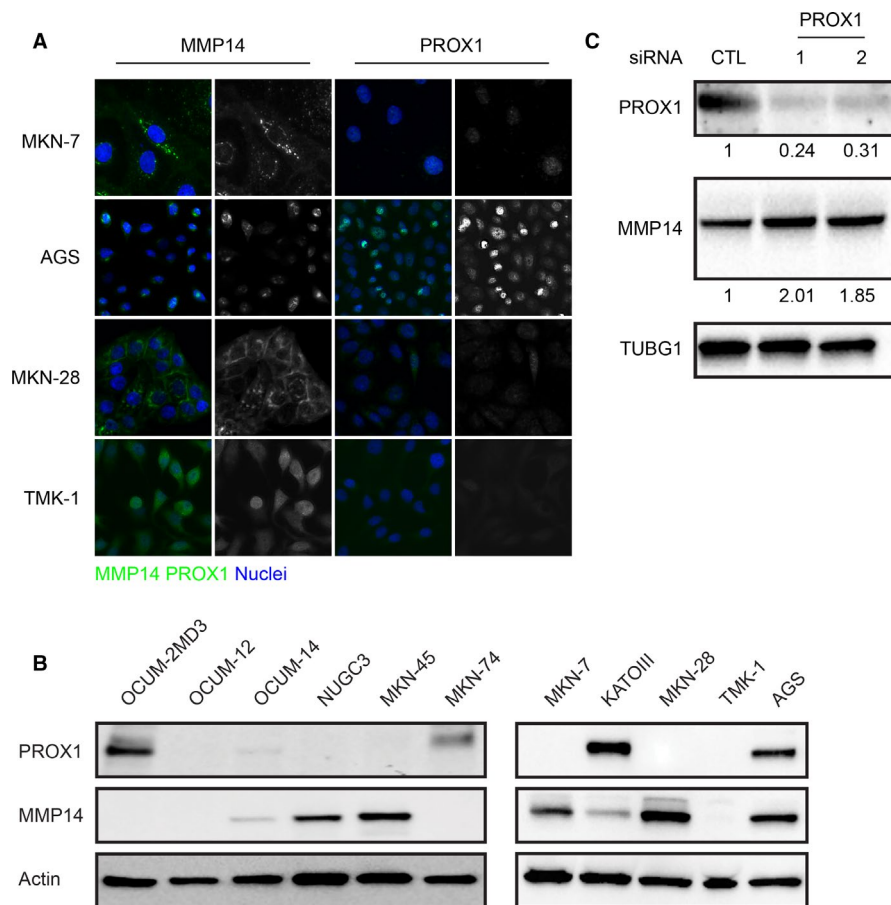 A
MMP14 PROX1
MKN-7
AGS
MKN-28
TMK-1
MMP14 PROX1 Nuclei
C
PROX1
siRNA CTL 1 2
PROX1
1 0.24 0.31
MMP14
1 2.01 1.85
TUBG1
B
OCUM-2MD3 OCUM-12 OCUM-14 NUGC3 MKN-45 MKN-74 MKN-7 KATOIII MKN-28 TMK-1 AGS
PROX1
MMP14
Actin